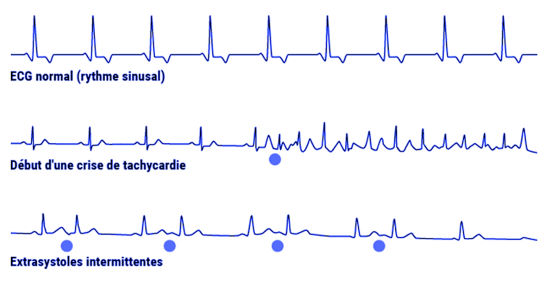 ECG normal (rythme sinusal)
Début d'une crise de tachycardie
Extrasystoles intermittentes